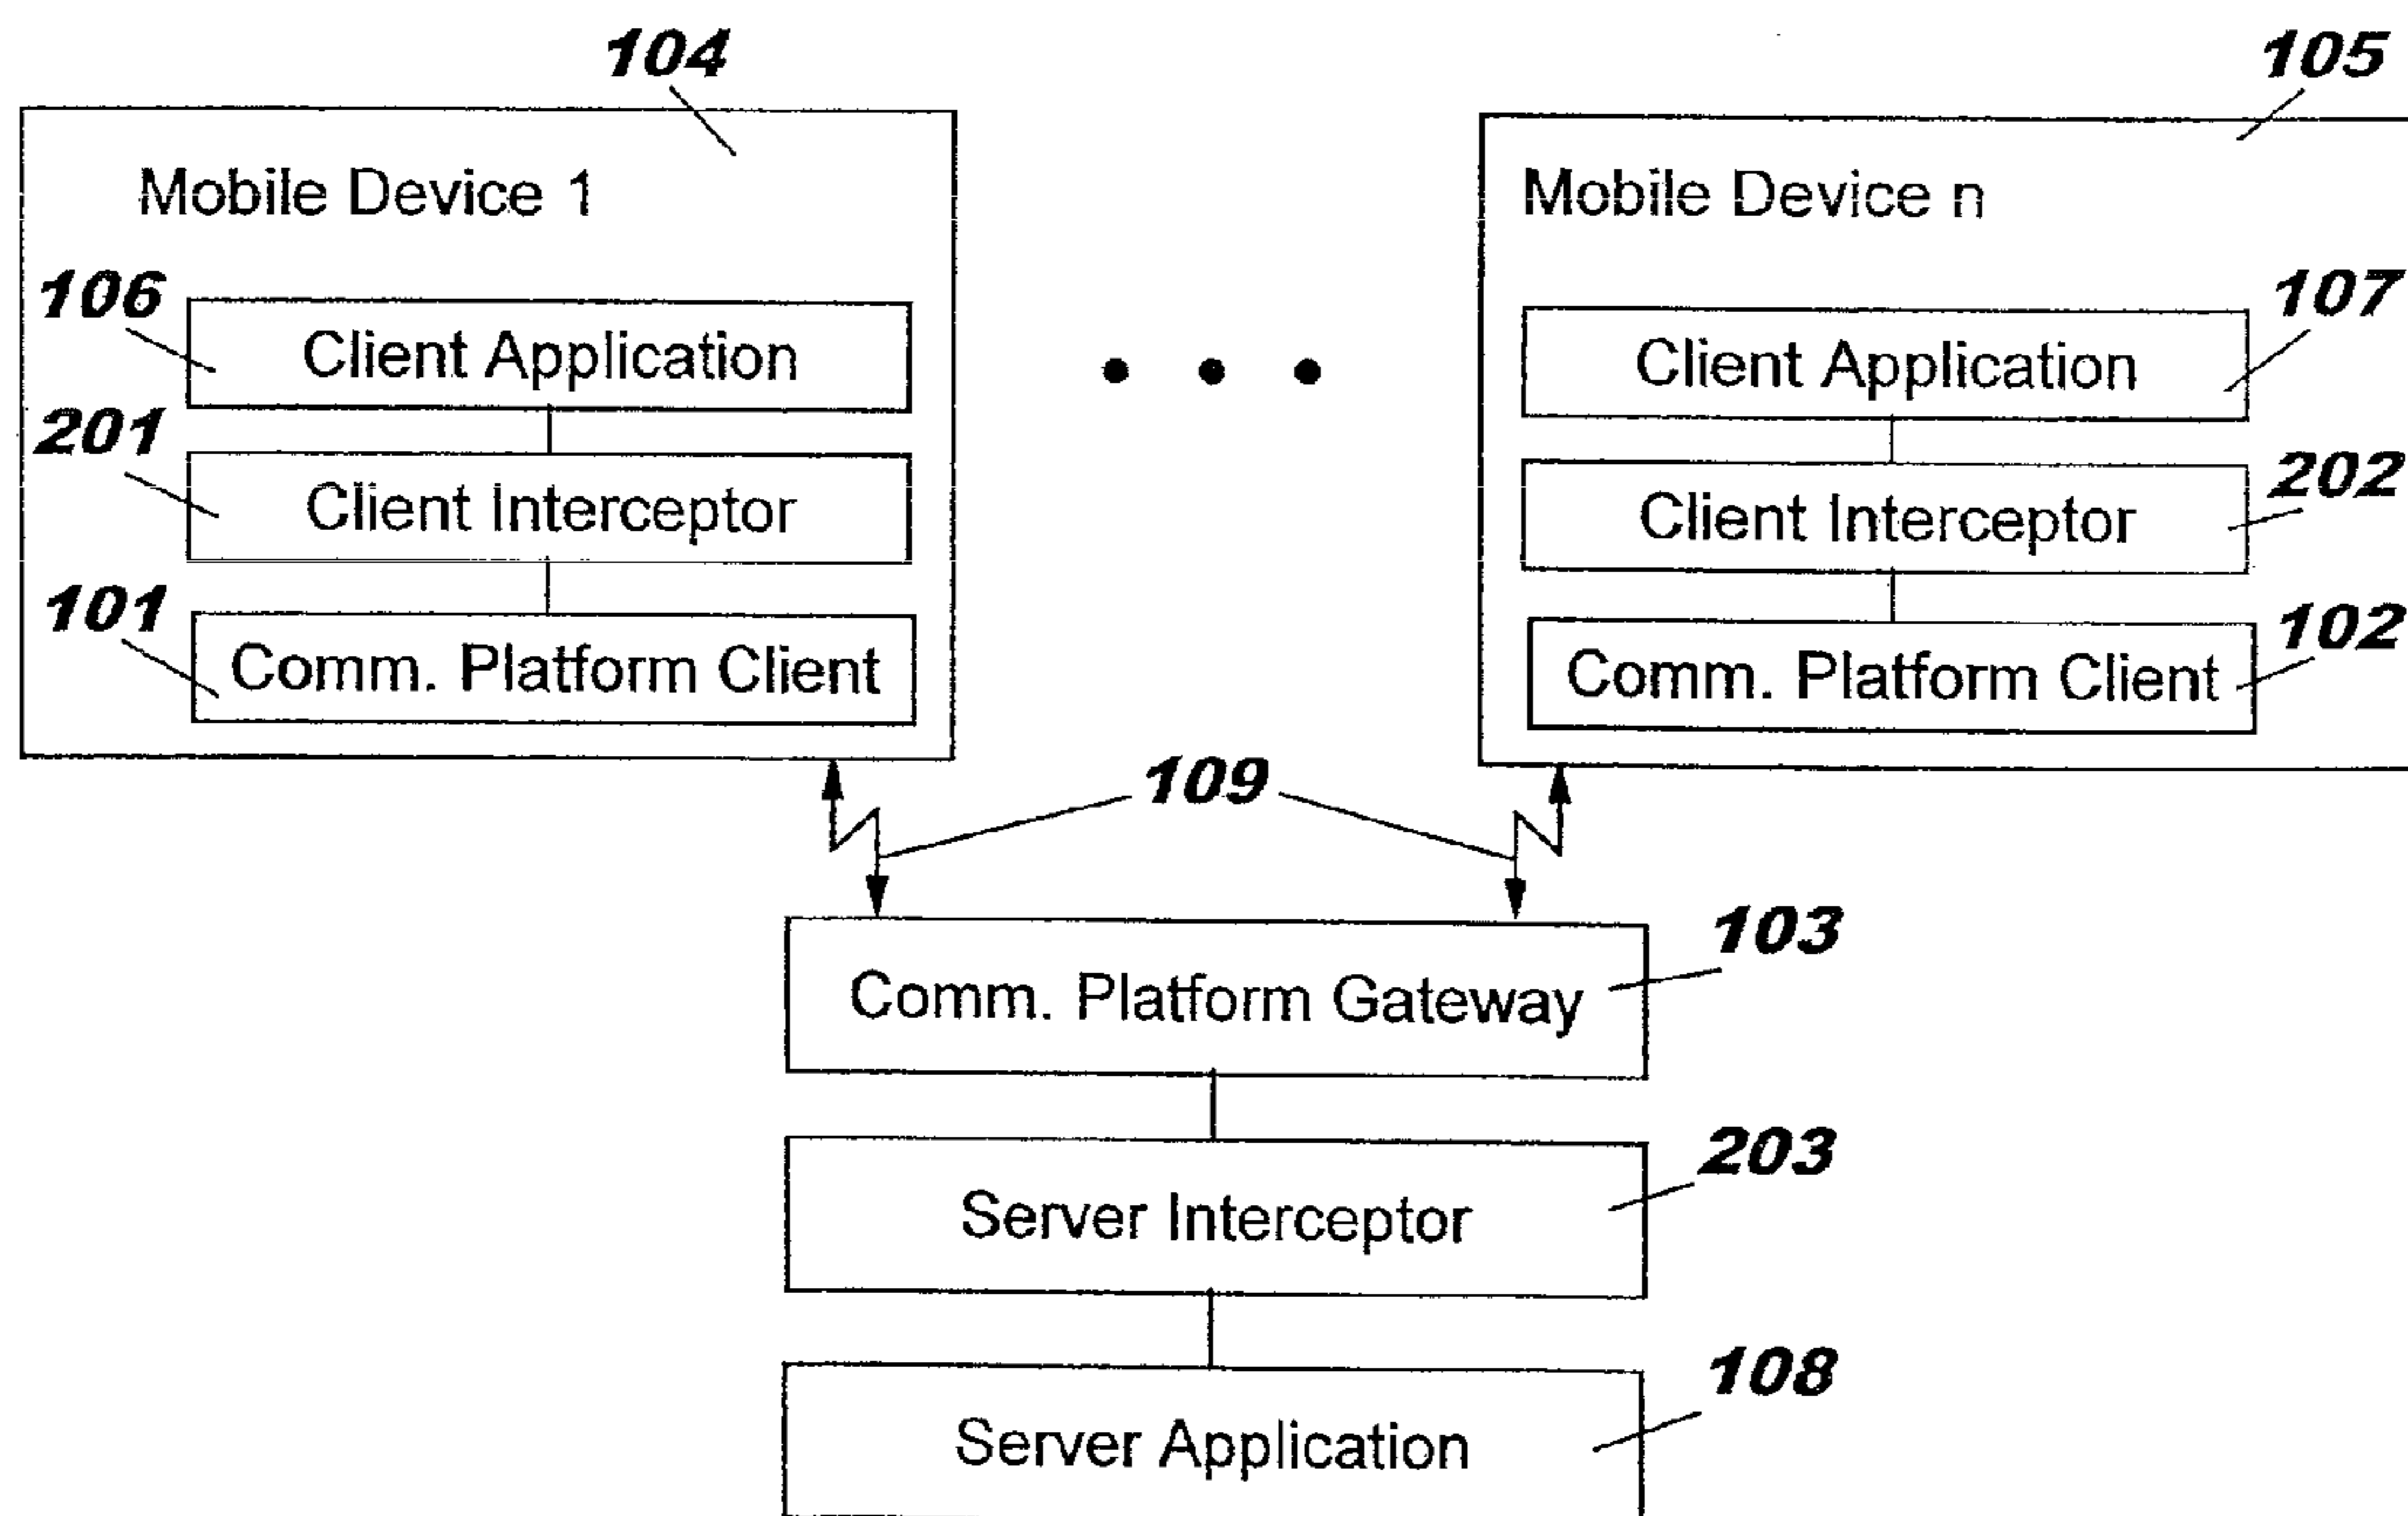 104
105
Mobile Device 1
Mobile Device n
106
107
Client Application
Client Application
201
202
Client Interceptor
Client Interceptor
101
102
Comm. Platform Client
Comm. Platform Client
109
103
Comm. Platform Gateway
203
Server Interceptor
108
Server Application